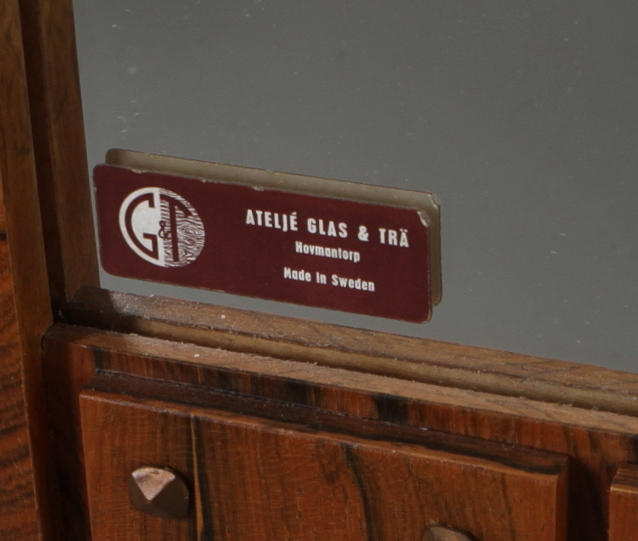 G&T
ATELJÉ GLAS & TRÄ
Hovmantorp
Made in Sweden